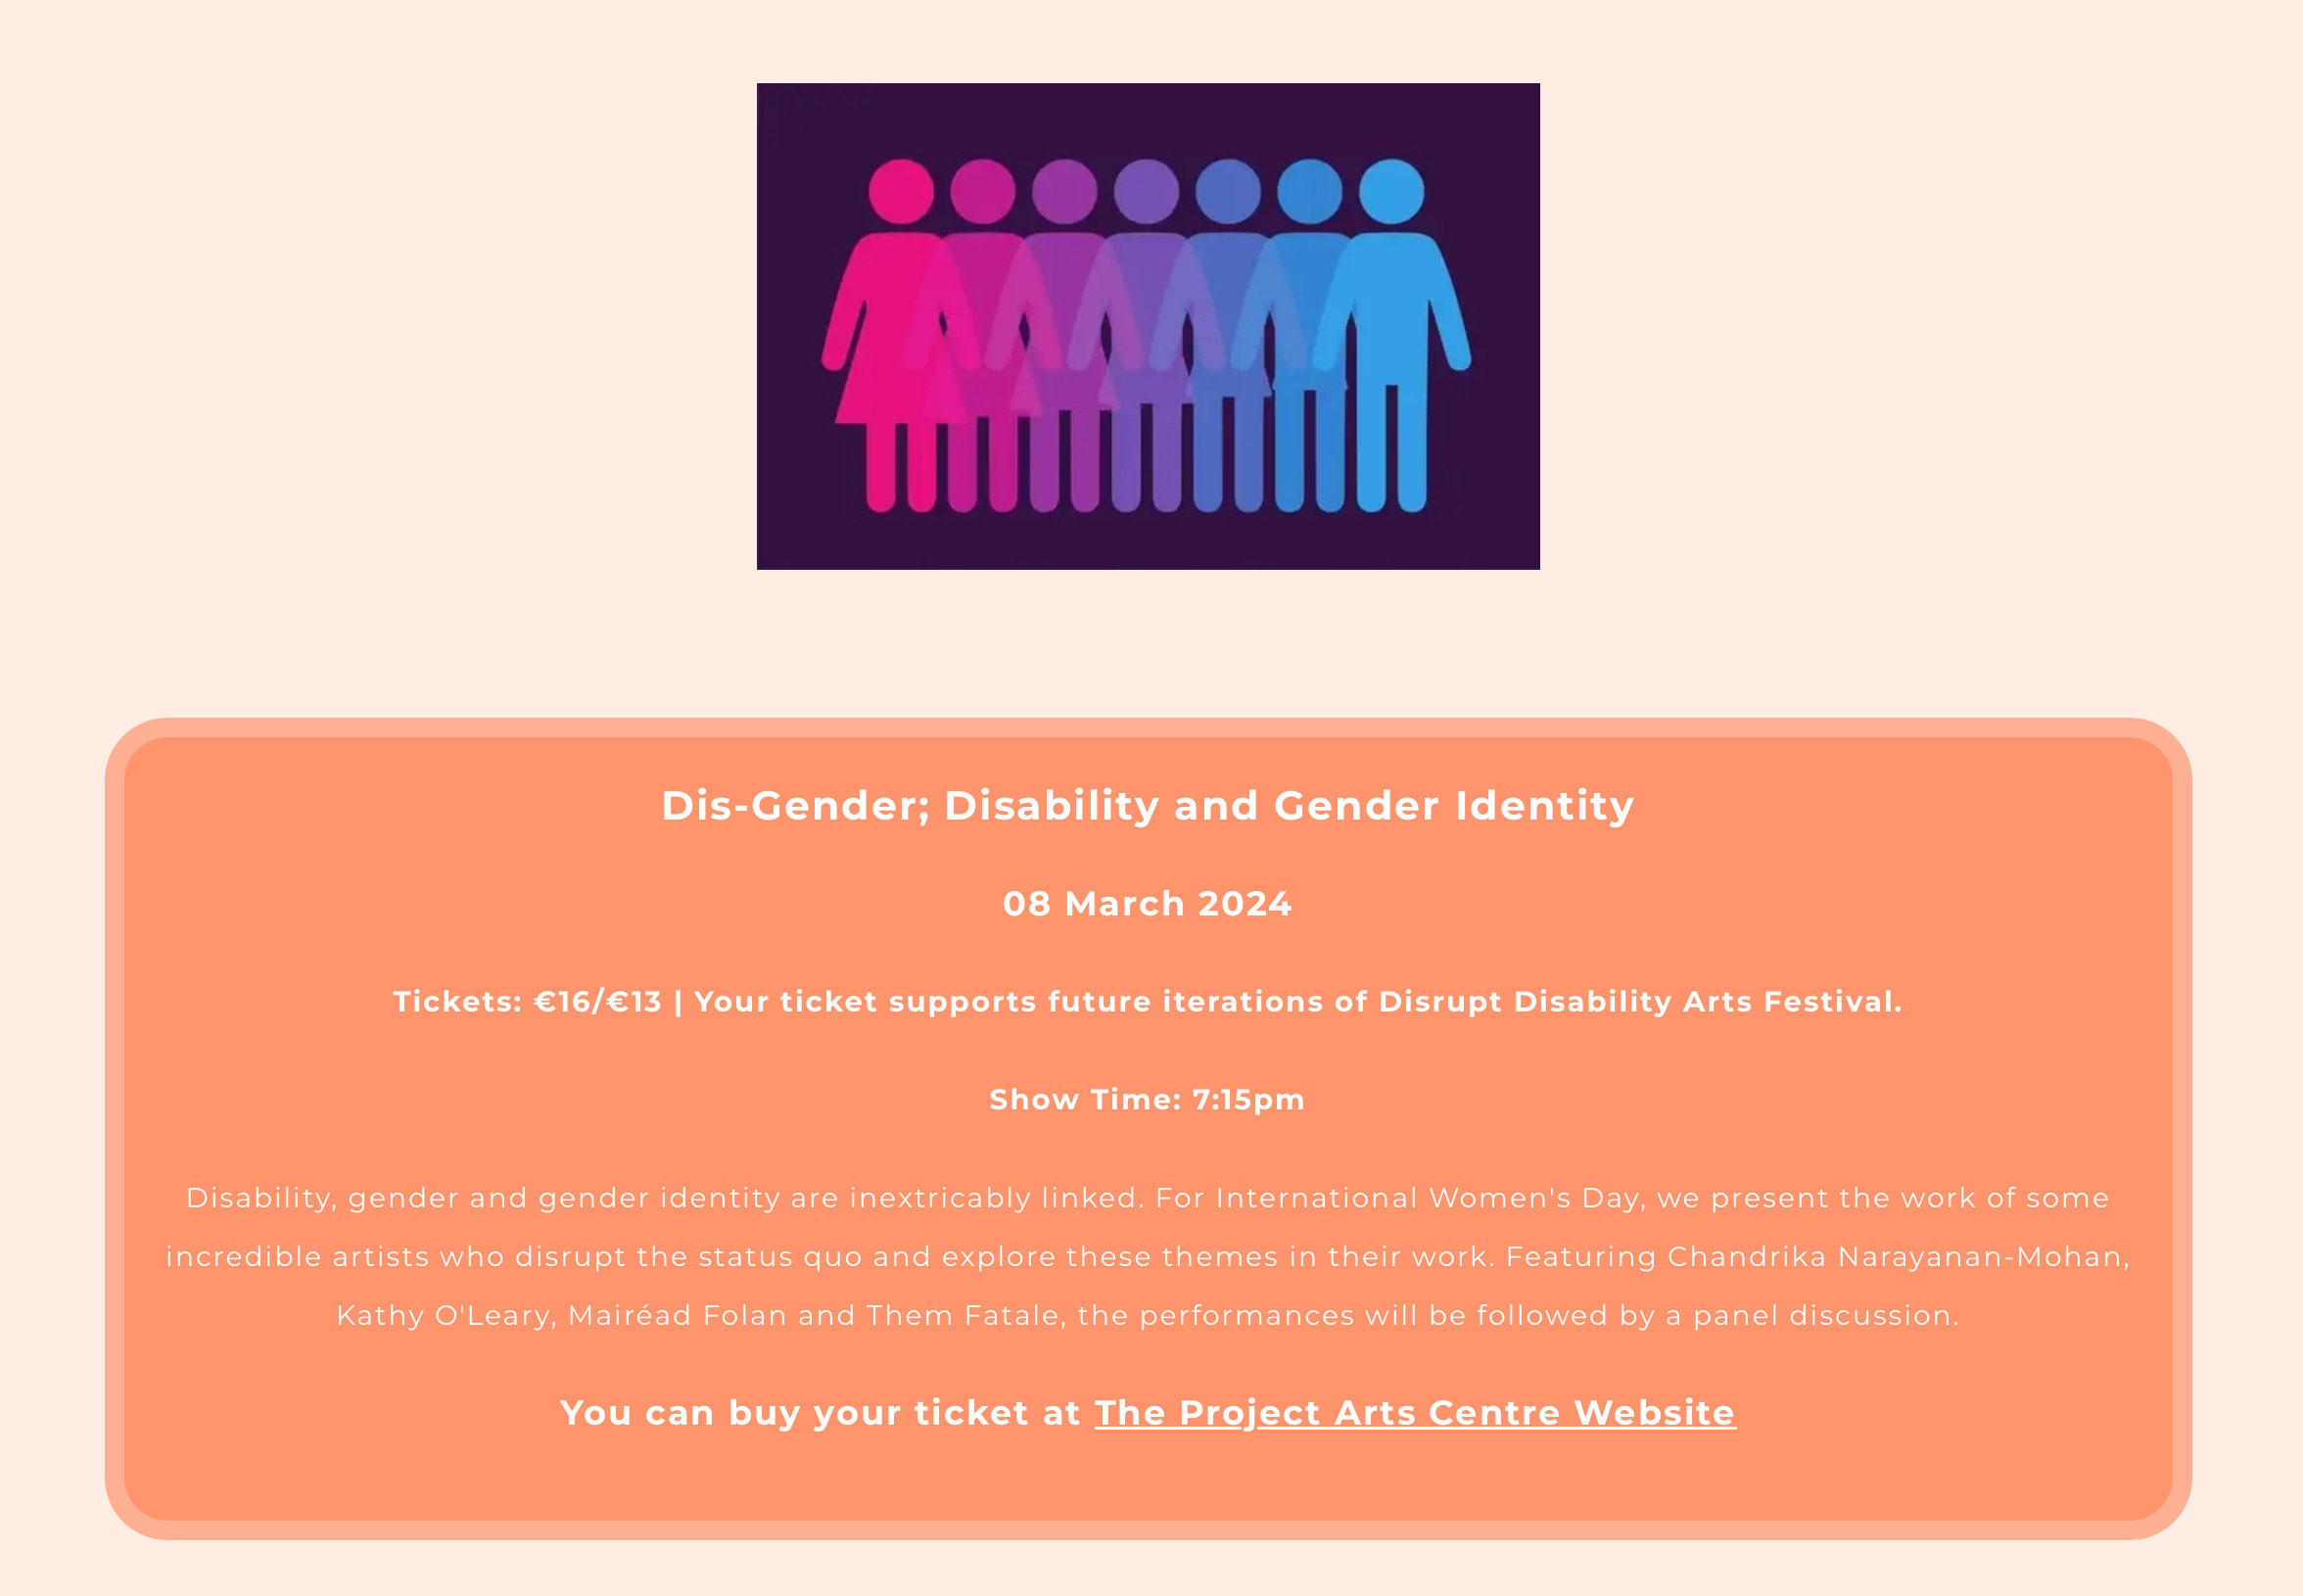 Dis-Gender; Disability and Gender Identity
08 March 2024
Tickets: €16/€13 | Your ticket supports future iterations of Disrupt Disability Arts Festival.
Show Time: 7:15pm
Disability, gender and gender identity are inextricably linked. For International Women's Day, we present the work of some
incredible artists who disrupt the status quo and explore these themes in their work. Featuring Chandrika Narayanan-Mohan,
Kathy O'Leary, Mairéad Folan and Them Fatale, the performances will be followed by a panel discussion.
You can buy your ticket at The Project Arts Centre Website